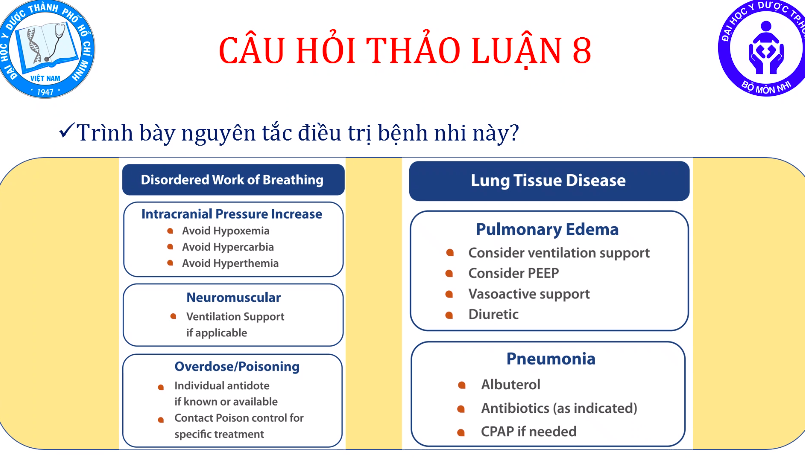 ĐẠI HỌC Y DƯỢC THÀNH PHỐ HỒ CHÍ MINH
VIỆT NAM
1947
CÂU HỎI THẢO LUẬN 8
ĐẠI HỌC Y DƯỢC TP.HCM
BỘ MÔN NHI
✓Trình bày nguyên tắc điều trị bệnh nhi này?
Disordered Work of Breathing
Intracranial Pressure Increase
Avoid Hypoxemia
Avoid Hypercarbia
Avoid Hyperthemia
Neuromuscular
Ventilation Support
if applicable
Overdose/Poisoning
Individual antidote
if known or available
Contact Poison control for
specific treatment
Lung Tissue Disease
Pulmonary Edema
Consider ventilation support
Consider PEEP
Vasoactive support
Diuretic
Pneumonia
Albuterol
Antibiotics (as indicated)
CPAP if needed